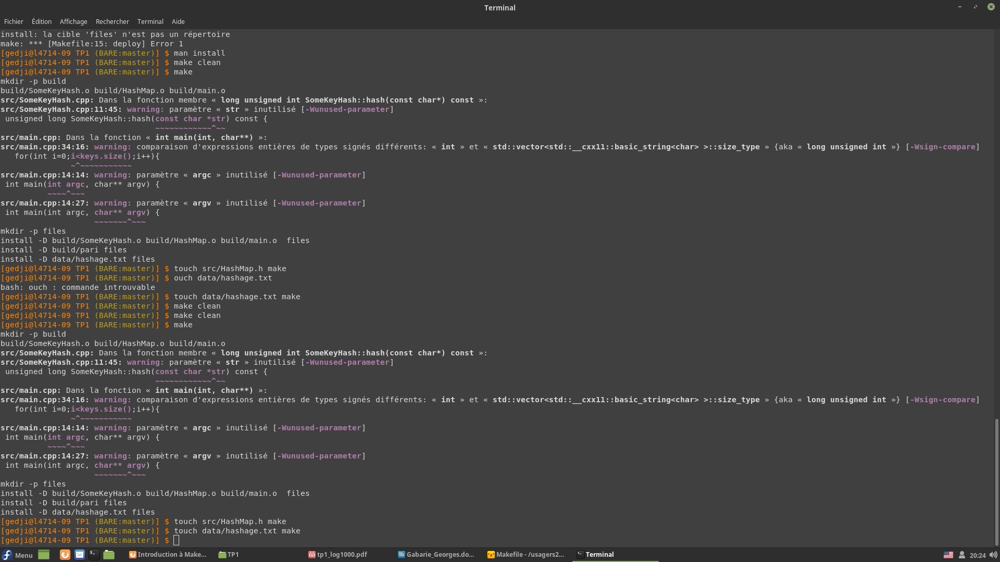 Terminal
Fichier Édition Affichage Rechercher Terminal Aide
install: la cible 'files' n'est pas un répertoire
make: *** [Makefile:15: deploy] Error 1
[gedji@l4714-09 TP1 (BARE:master)] $ man install
[gedji@l4714-09 TP1 (BARE:master)] $ make clean
[gedji@l4714-09 TP1 (BARE:master)] $ make
mkdir -p build
build/SomeKeyHash.o build/HashMap.o build/main.o
src/SomeKeyHash.cpp: Dans la fonction membre « long unsigned int SomeKeyHash::hash(const char*) const »:
src/SomeKeyHash.cpp:11:45: warning: paramètre « str » inutilisé [-Wunused-parameter]
 unsigned long SomeKeyHash::hash(const char *str) const {
                                 ~~~~~~~~~~~~^~~
src/main.cpp: Dans la fonction « int main(int, char**) »:
src/main.cpp:34:16: warning: comparaison d'expressions entières de types signés différents: « int » et « std::vector<std::__cxx11::basic_string<char> >::size_type » {aka « long unsigned int »} [-Wsign-compare]
   for(int i=0;i<keys.size();i++){
               ~^~~~~~~~~~~~
src/main.cpp:14:14: warning: paramètre « argc » inutilisé [-Wunused-parameter]
 int main(int argc, char** argv) {
          ~~~~^~~~
src/main.cpp:14:27: warning: paramètre « argv » inutilisé [-Wunused-parameter]
 int main(int argc, char** argv) {
                    ~~~~~~~^~~~
mkdir -p files
install -D build/SomeKeyHash.o build/HashMap.o build/main.o  files
install -D build/pari files
install -D data/hashage.txt files
[gedji@l4714-09 TP1 (BARE:master)] $ touch src/HashMap.h make
[gedji@l4714-09 TP1 (BARE:master)] $ ouch data/hashage.txt
bash: ouch : commande introuvable
[gedji@l4714-09 TP1 (BARE:master)] $ touch data/hashage.txt make
[gedji@l4714-09 TP1 (BARE:master)] $ make clean
[gedji@l4714-09 TP1 (BARE:master)] $ make clean
[gedji@l4714-09 TP1 (BARE:master)] $ make
mkdir -p build
build/SomeKeyHash.o build/HashMap.o build/main.o
src/SomeKeyHash.cpp: Dans la fonction membre « long unsigned int SomeKeyHash::hash(const char*) const »:
src/SomeKeyHash.cpp:11:45: warning: paramètre « str » inutilisé [-Wunused-parameter]
 unsigned long SomeKeyHash::hash(const char *str) const {
                                 ~~~~~~~~~~~~^~~
src/main.cpp: Dans la fonction « int main(int, char**) »:
src/main.cpp:34:16: warning: comparaison d'expressions entières de types signés différents: « int » et « std::vector<std::__cxx11::basic_string<char> >::size_type » {aka « long unsigned int »} [-Wsign-compare]
   for(int i=0;i<keys.size();i++){
               ~^~~~~~~~~~~~
src/main.cpp:14:14: warning: paramètre « argc » inutilisé [-Wunused-parameter]
 int main(int argc, char** argv) {
          ~~~~^~~~
src/main.cpp:14:27: warning: paramètre « argv » inutilisé [-Wunused-parameter]
 int main(int argc, char** argv) {
                    ~~~~~~~^~~~
mkdir -p files
install -D build/SomeKeyHash.o build/HashMap.o build/main.o  files
install -D build/pari files
install -D data/hashage.txt files
[gedji@l4714-09 TP1 (BARE:master)] $ touch src/HashMap.h make
[gedji@l4714-09 TP1 (BARE:master)] $ touch data/hashage.txt make
[gedji@l4714-09 TP1 (BARE:master)] $
Menu Introduction à Make... TP1 tp1_log1000.pdf Gabarie_Georges.do... Makefile - /usagers2... Terminal 20:24